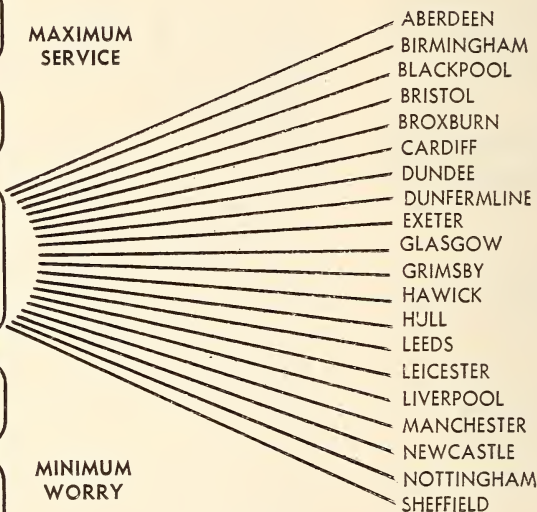 MAXIMUM
SERVICE
ABERDEEN
BIRMINGHAM
BLACKPOOL
BRISTOL
BROXBURN
CARDIFF
DUNDEE
DUNFERMLINE
EXETER
GLASGOW
GRIMSBY
HAWICK
HULL
LEEDS
LEICESTER
LIVERPOOL
MANCHESTER
NEWCASTLE
NOTTINGHAM
SHEFFIELD
MINIMUM
WORRY